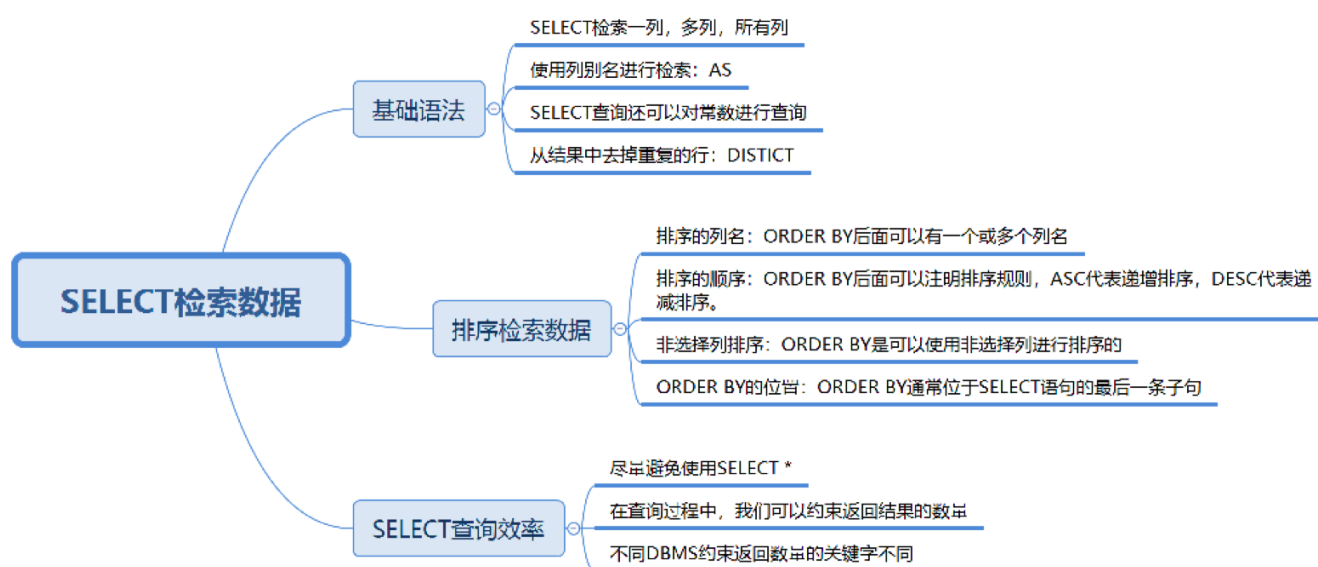 SELECT检索一列，多列，所有列
使用列别名进行检索：AS
基础语法
SELECT查询还可以对常数进行查询
从结果中去掉重复的行：DISTICT
排序的列名：ORDER BY后面可以有一个或多个列名
排序的顺序：ORDER BY后面可以注明排序规则，ASC代表递增排序，DESC代表递
减排序。
SELECT检索数据
排序检索数据
非选择列排序：ORDER BY是可以使用非选择列进行排序的
ORDER BY的位置：ORDER BY通常位于SELECT语句的最后一条子句
尽量避免使用SELECT *
在查询过程中，我们可以约束返回结果的数量
SELECT查询效率
不同DBMS约束返回数量的关键字不同